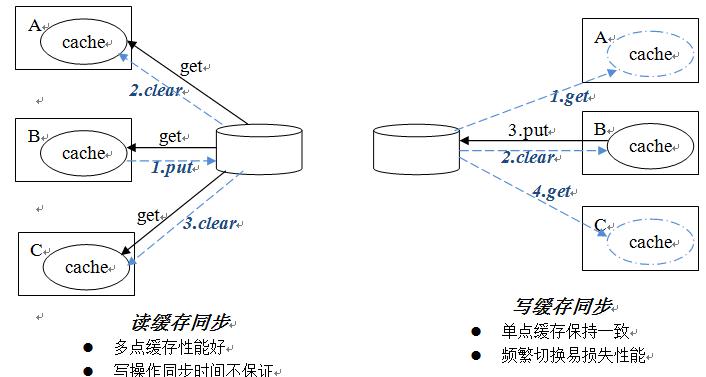 A
cache
get
2.clear
B
cache
get
1.put
get
3.clear
C
cache
读缓存同步
● 多点缓存性能好
● 写操作同步时间不保证
A
cache
1.get
3.put
B
cache
2.clear
4.get
C
cache
写缓存同步
● 单点缓存保持一致
● 频繁切换易损失性能